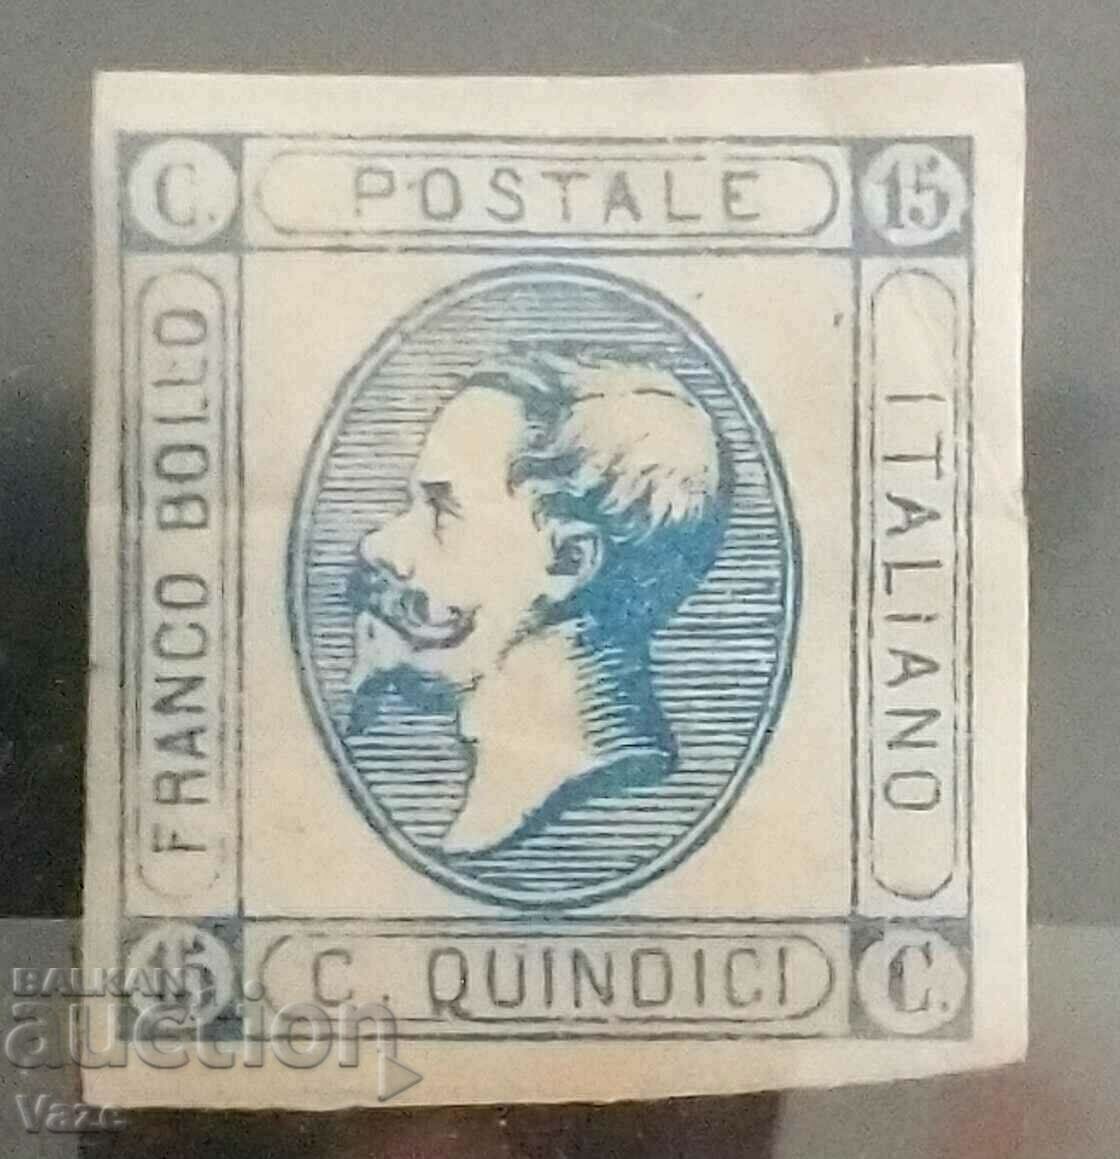 C. POSTALE 15
FRANCO BOLLO
ITALIANO
15 C. QUINDICI C.
BALKAN
auction
Vaze